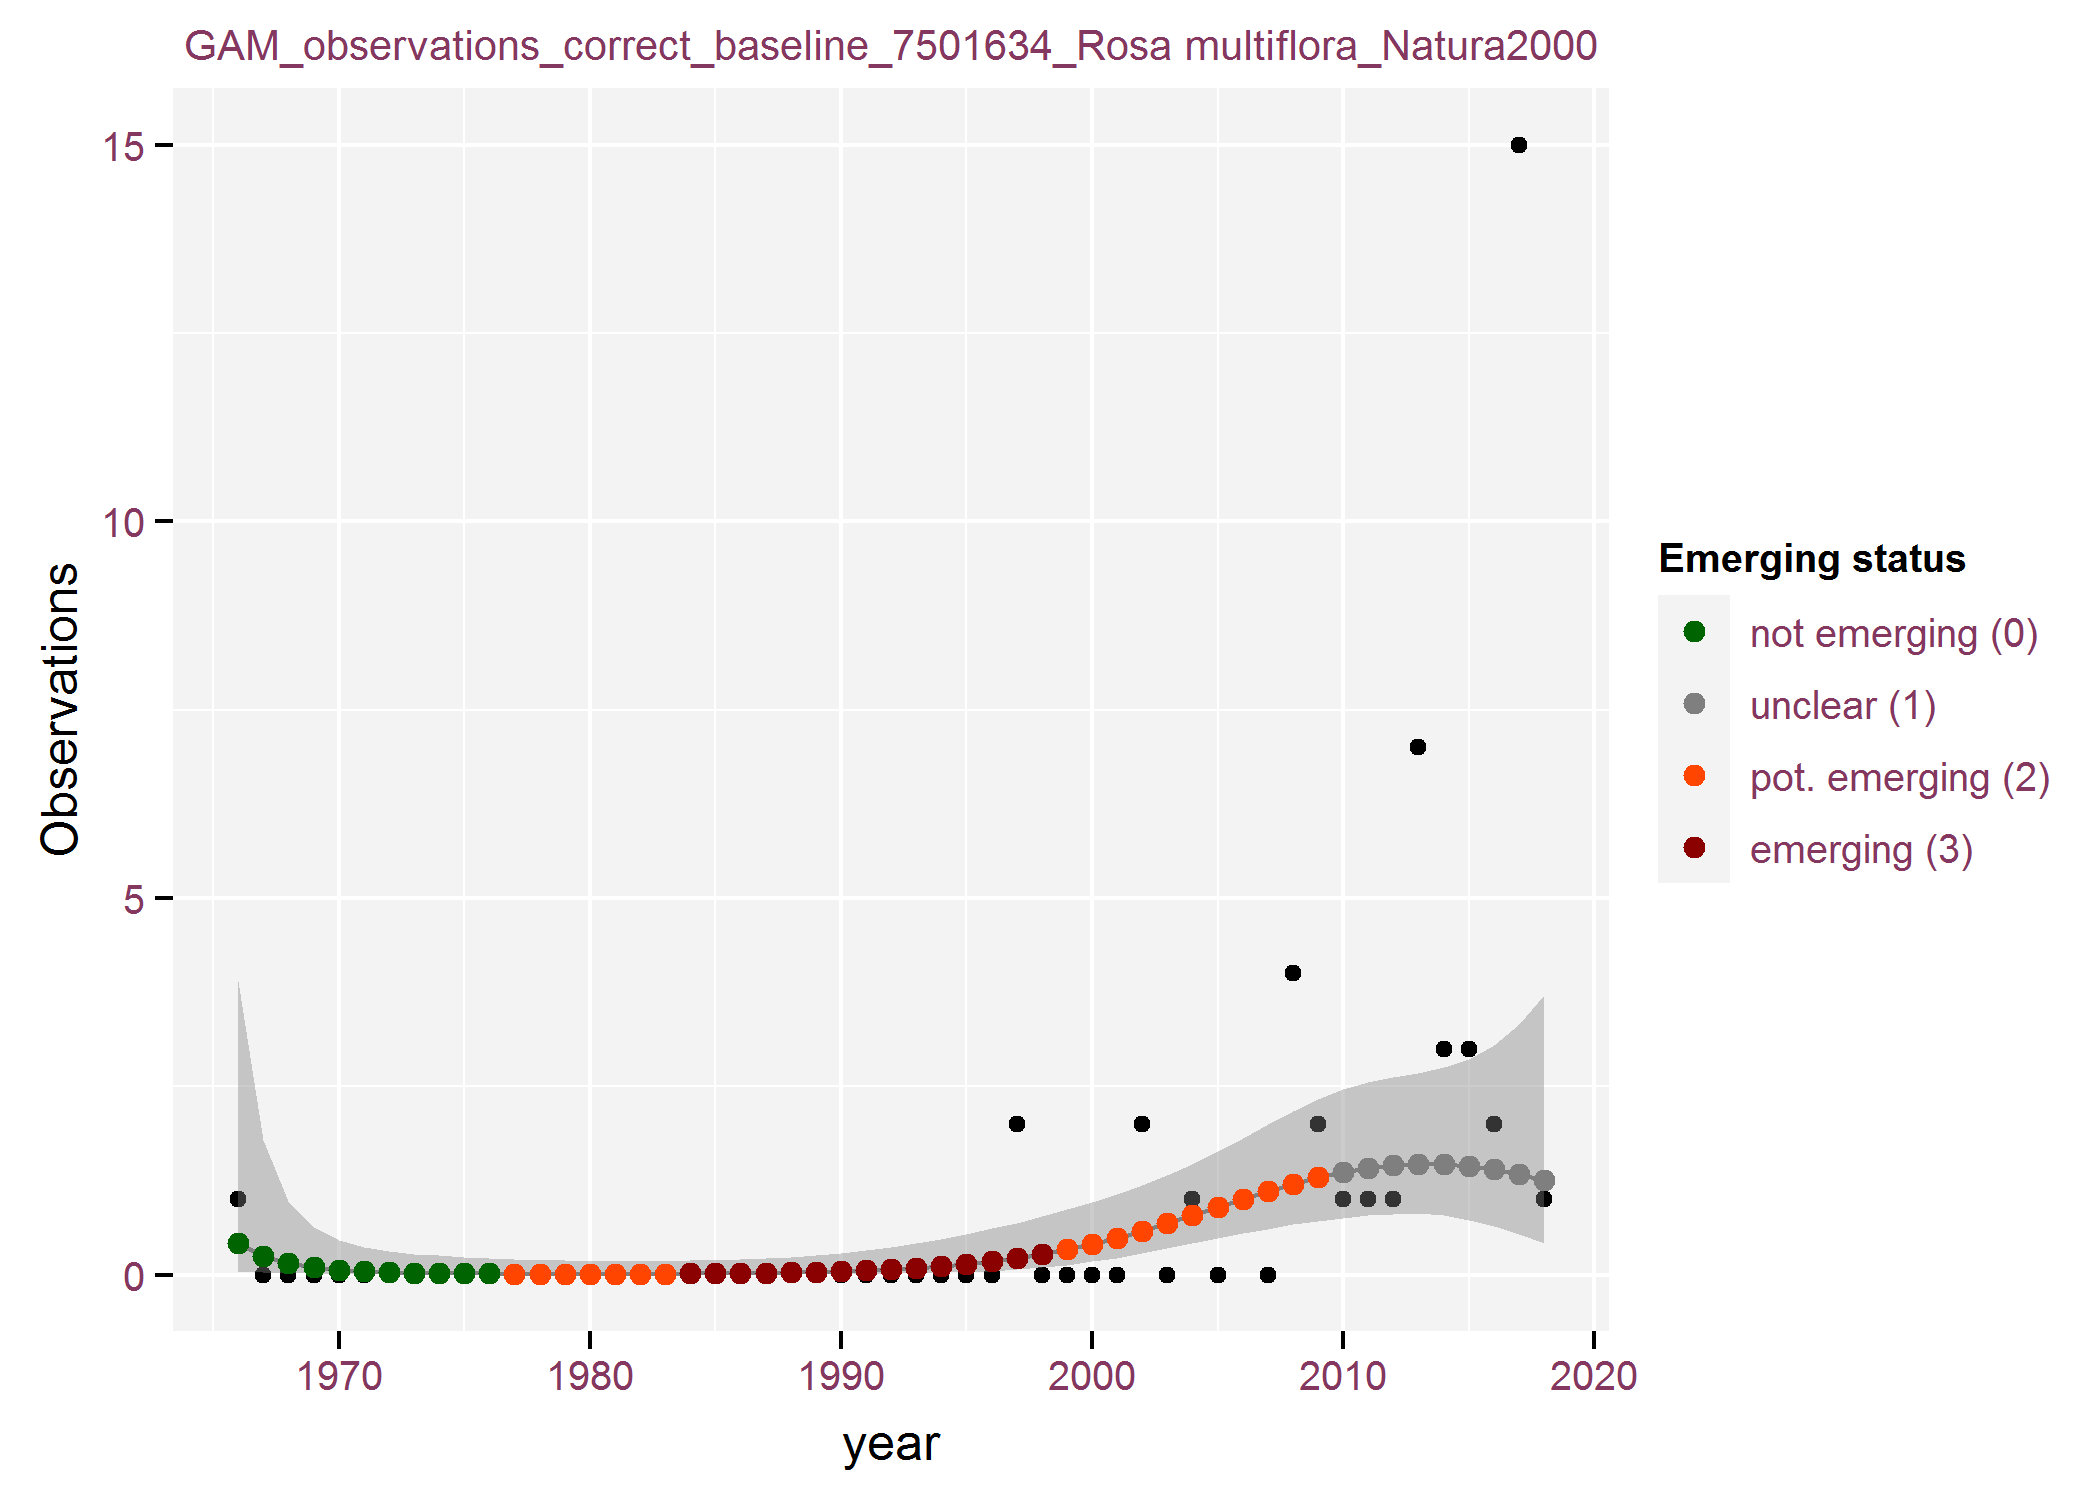 GAM_observations_correct_baseline_7501634_Rosa multiflora_Natura2000
15
10
5
0
Observations
1970
1980
1990
2000
2010
2020
year
Emerging status
not emerging (0)
unclear (1)
pot. emerging (2)
emerging (3)